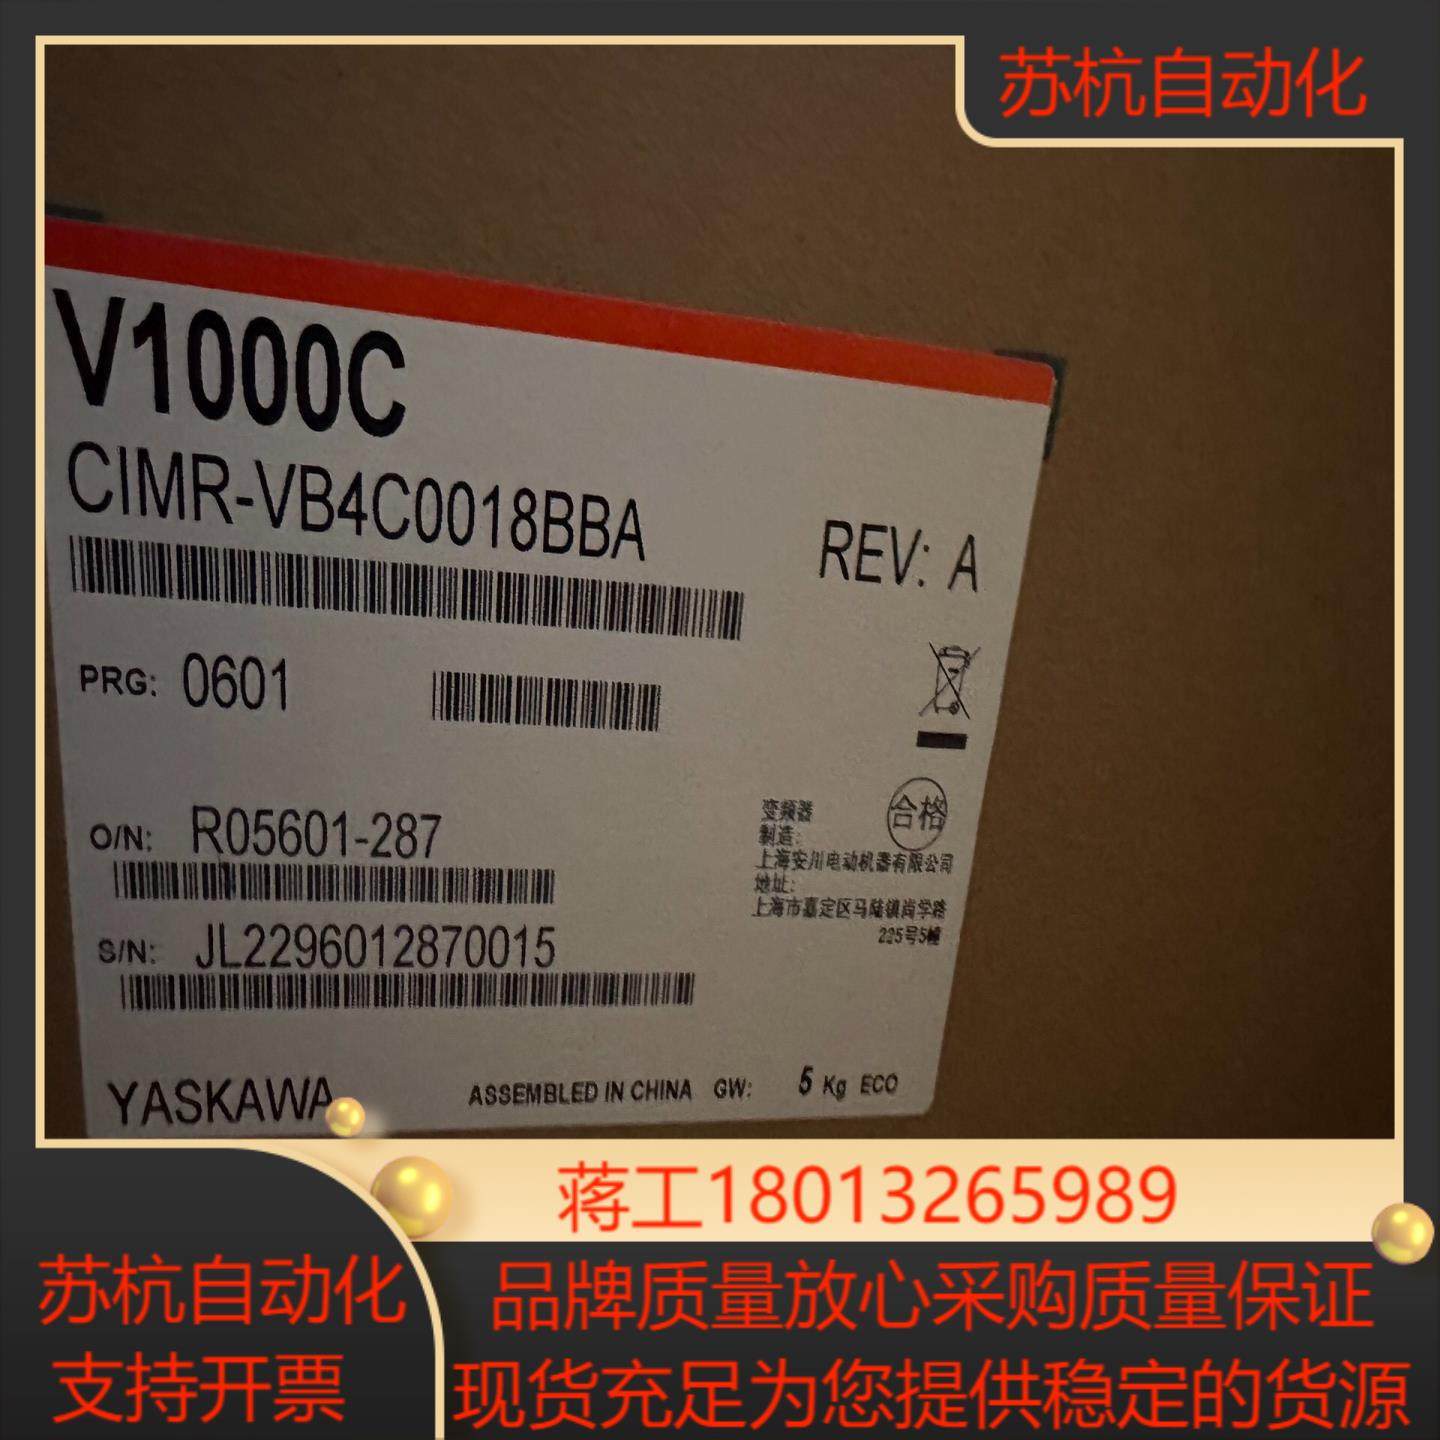 苏杭自动化
V1000C
CIMR-VB4C0018BBA
REV: A
PRG: 0601
O/N: R05601-287
S/N: JL2296012870015
变频器
制造:
上海安川电动机器有限公司
地址:
上海市嘉定区马陆镇尚学路
225号5幢
合格
YASKAWA
ASSEMBLED IN CHINA GW: 5 Kg ECO
蒋工18013265989
苏杭自动化
支持开票
品牌质量放心采购质量保证
现货充足为您提供稳定的货源